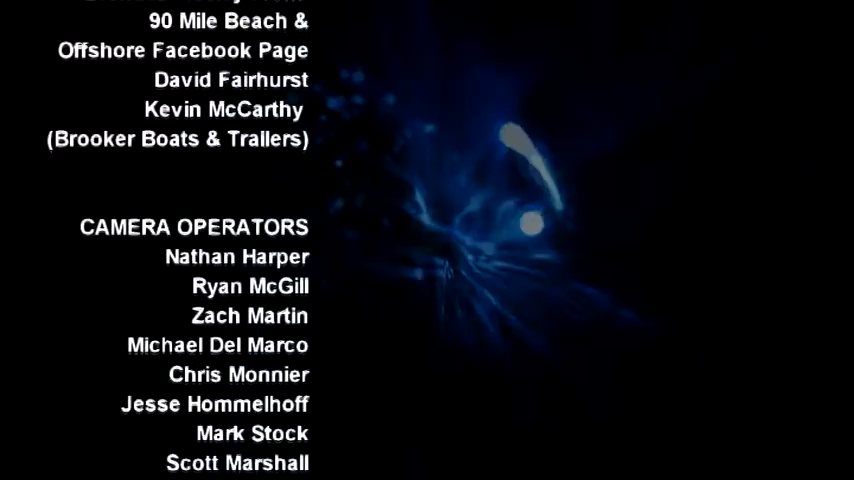 90 Mile Beach &
Offshore Facebook Page
David Fairhurst
Kevin McCarthy
(Brooker Boats & Trailers)
CAMERA OPERATORS
Nathan Harper
Ryan McGill
Zach Martin
Michael Del Marco
Chris Monnier
Jesse Hommelhoff
Mark Stock
Scott Marshall